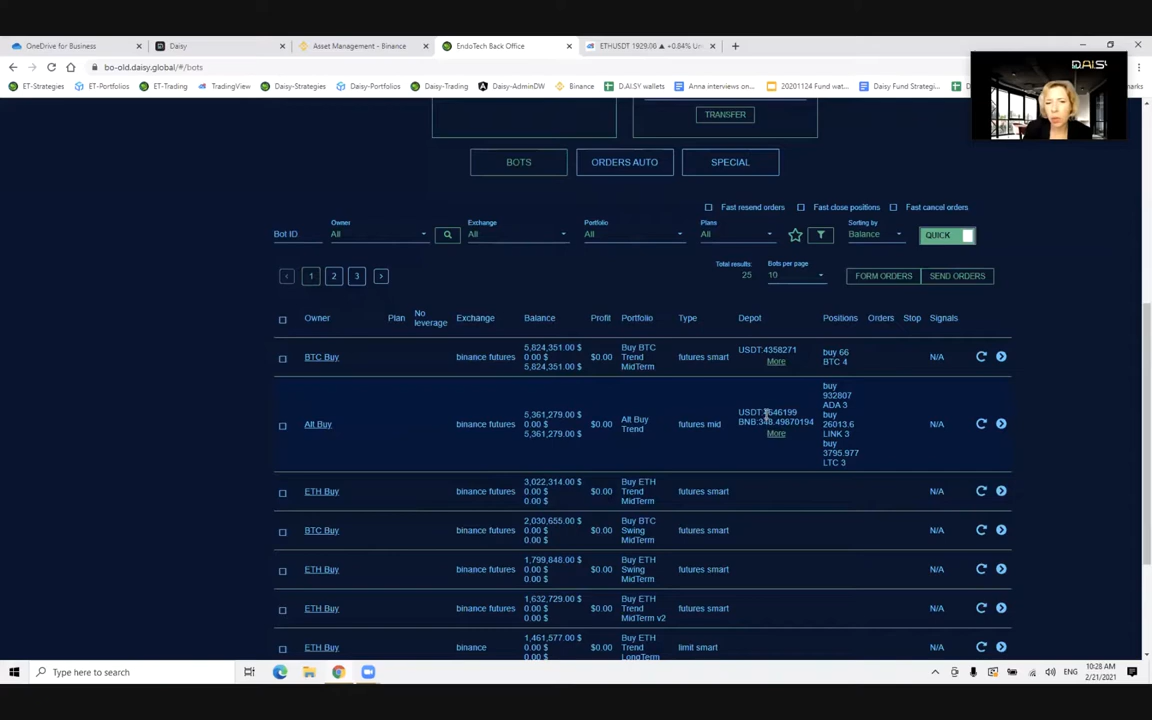 OneDrive for Business
Daisy
Asset Management - Binance
EndoTech Back Office
ETHUSDT 1929.00 ▲ +0.84%
bo-old.daisy.global/#/bots
ET-Strategies
ET-Portfolios
ET-Trading
TradingView
Daisy-Strategies
Daisy-Portfolios
Daisy-Trading
Daisy-AdminDW
Binance
D.AI.SY wallets
Anna interviews on...
20201124 Fund wat...
Daisy Fund Strategi...
D.A.I.SY
TRANSFER
BOTS
ORDERS AUTO
SPECIAL
Fast resend orders
Fast close positions
Fast cancel orders
Bot ID
Owner
All
Exchange
All
Portfolio
All
Plans
All
Sorting by
Balance
QUICK
1
2
3
Total results:
25
Bots per page
10
FORM ORDERS
SEND ORDERS
Owner
Plan
No
leverage
Exchange
Balance
Profit
Portfolio
Type
Depot
Positions
Orders
Stop
Signals
BTC Buy
binance futures
5,824,351.00 $
0.00 $
5,824,351.00 $
$0.00
Buy BTC
Trend
MidTerm
futures smart
USDT:4358271
More
buy 66
BTC 4
N/A
Alt Buy
binance futures
5,361,279.00 $
0.00 $
5,361,279.00 $
$0.00
Alt Buy
Trend
futures mid
BNB:348.49870194
More
buy
932807
ADA 3
buy
26013.6
LINK 3
buy
3795.977
LTC 3
N/A
ETH Buy
binance futures
3,022,314.00 $
0.00 $
0.00 $
$0.00
Buy ETH
Trend
MidTerm
futures smart
N/A
BTC Buy
binance futures
2,030,655.00 $
0.00 $
0.00 $
$0.00
Buy BTC
Swing
MidTerm
futures smart
N/A
ETH Buy
binance futures
1,799,848.00 $
0.00 $
0.00 $
$0.00
Buy ETH
Swing
MidTerm
futures smart
N/A
ETH Buy
binance futures
1,632,729.00 $
0.00 $
0.00 $
$0.00
Buy ETH
Trend
MidTerm v2
futures smart
N/A
ETH Buy
binance
1,461,577.00 $
0.00 $
$0.00
Buy ETH
Trend
LongTerm
limit smart
N/A
Type here to search
ENG
10:28 AM
2/21/2021